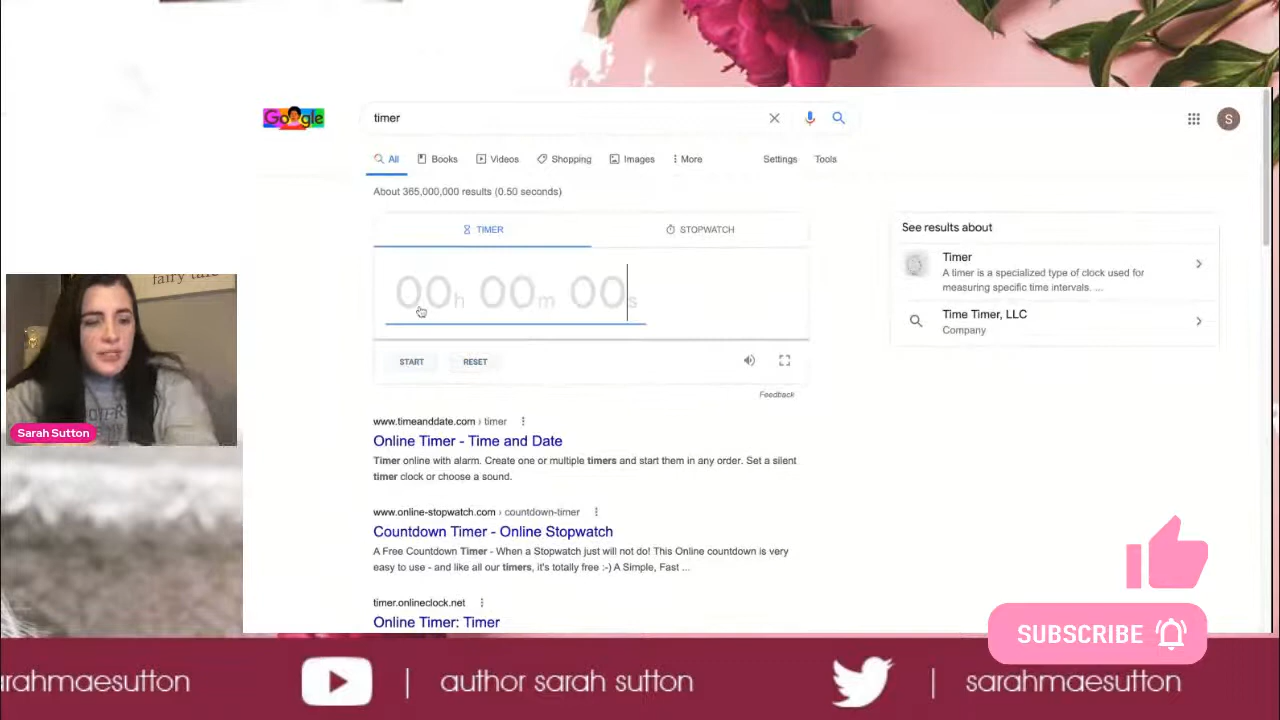 Google
timer
S
All Books Videos Shopping Images More Settings Tools
About 365,000,000 results (0.50 seconds)
TIMER STOPWATCH
00h 00m 00s
START RESET
Feedback
See results about
Timer
A timer is a specialized type of clock used for
measuring specific time intervals. ...
Time Timer, LLC
Company
www.timeanddate.com › timer
Online Timer - Time and Date
Timer online with alarm. Create one or multiple timers and start them in any order. Set a silent
timer clock or choose a sound.
www.online-stopwatch.com › countdown-timer
Countdown Timer - Online Stopwatch
A Free Countdown Timer - When a Stopwatch just will not do! This Online countdown is very
easy to use - and like all our timers, it's totally free :-) A Simple, Fast ...
timer.onlineclock.net
Online Timer: Timer
fairy tale
Sarah Sutton
SUBSCRIBE
rahmaesutton | author sarah sutton | sarahmaesutton